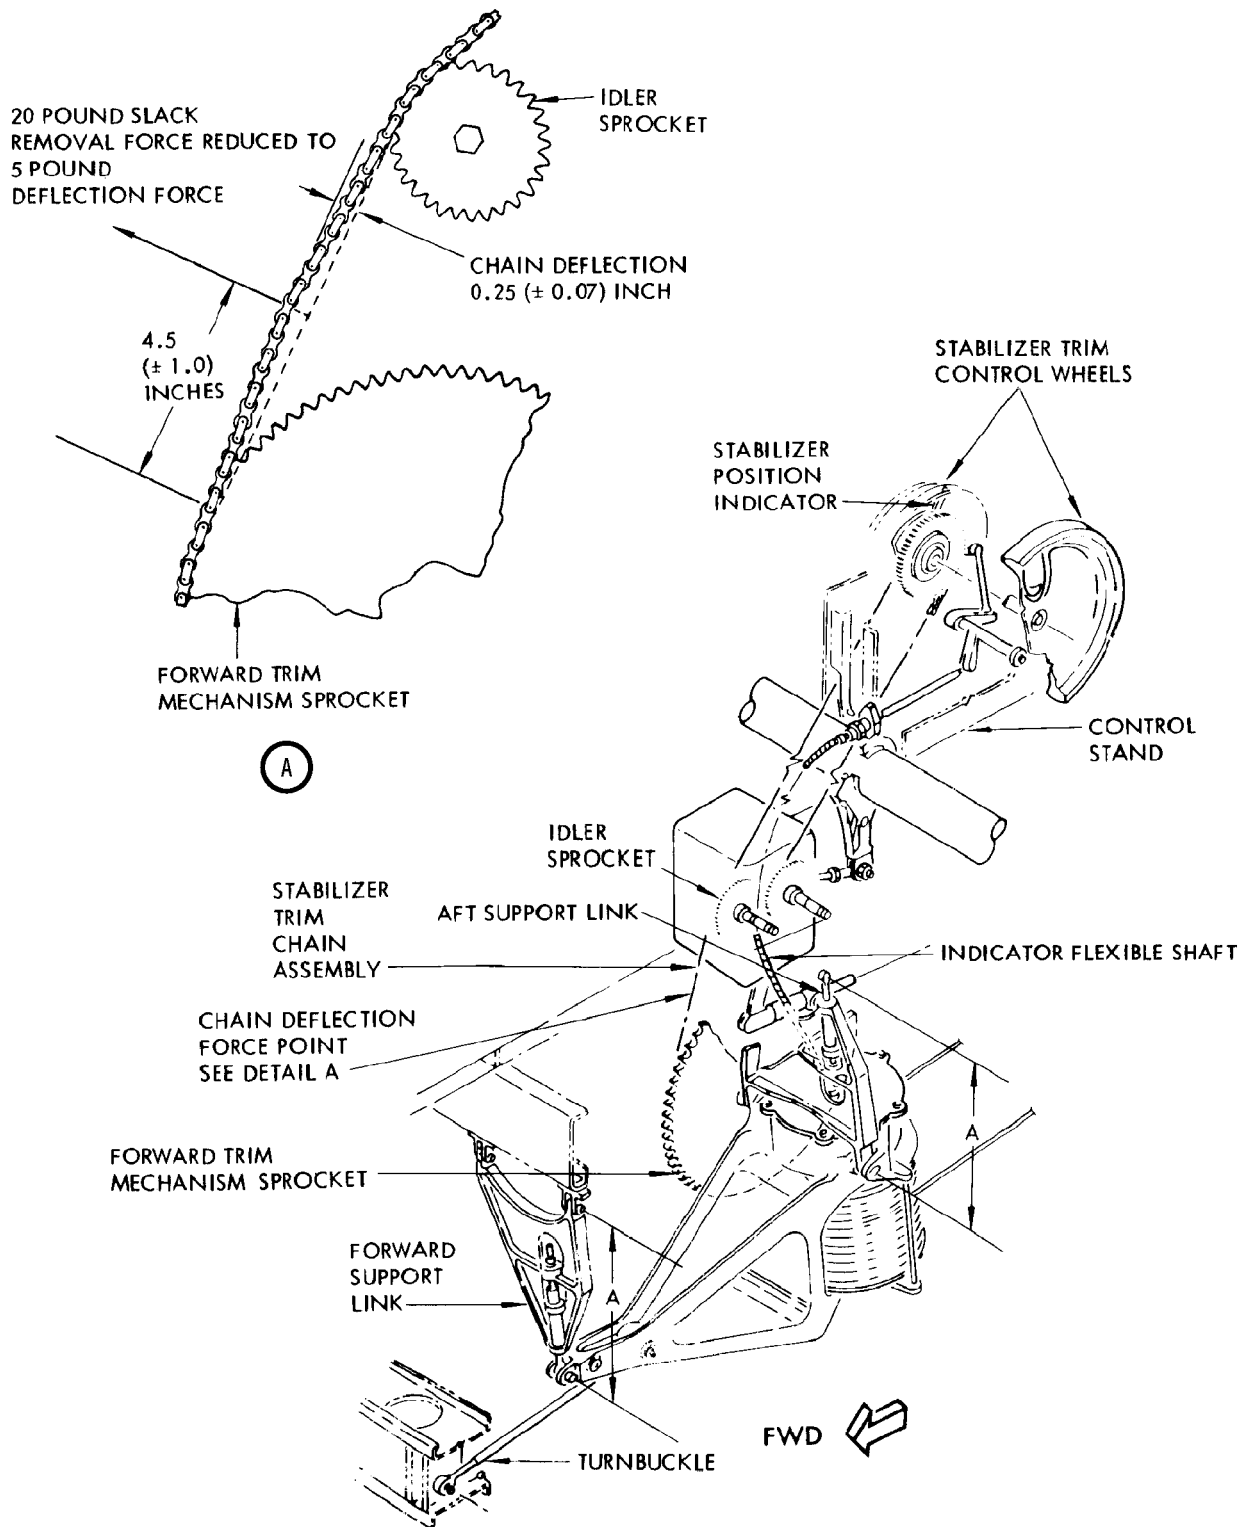 20 POUND SLACK
REMOVAL FORCE REDUCED TO
5 POUND
DEFLECTION FORCE
IDLER
SPROCKET
CHAIN DEFLECTION
0.25 (± 0.07) INCH
4.5
(± 1.0)
INCHES
FORWARD TRIM
MECHANISM SPROCKET
A
STABILIZER TRIM
CONTROL WHEELS
STABILIZER
POSITION
INDICATOR
CONTROL
STAND
IDLER
SPROCKET
STABILIZER
TRIM
CHAIN
ASSEMBLY
AFT SUPPORT LINK
INDICATOR FLEXIBLE SHAFT
CHAIN DEFLECTION
FORCE POINT
SEE DETAIL A
A
FORWARD TRIM
MECHANISM SPROCKET
FORWARD
SUPPORT
LINK
A
FWD
TURNBUCKLE